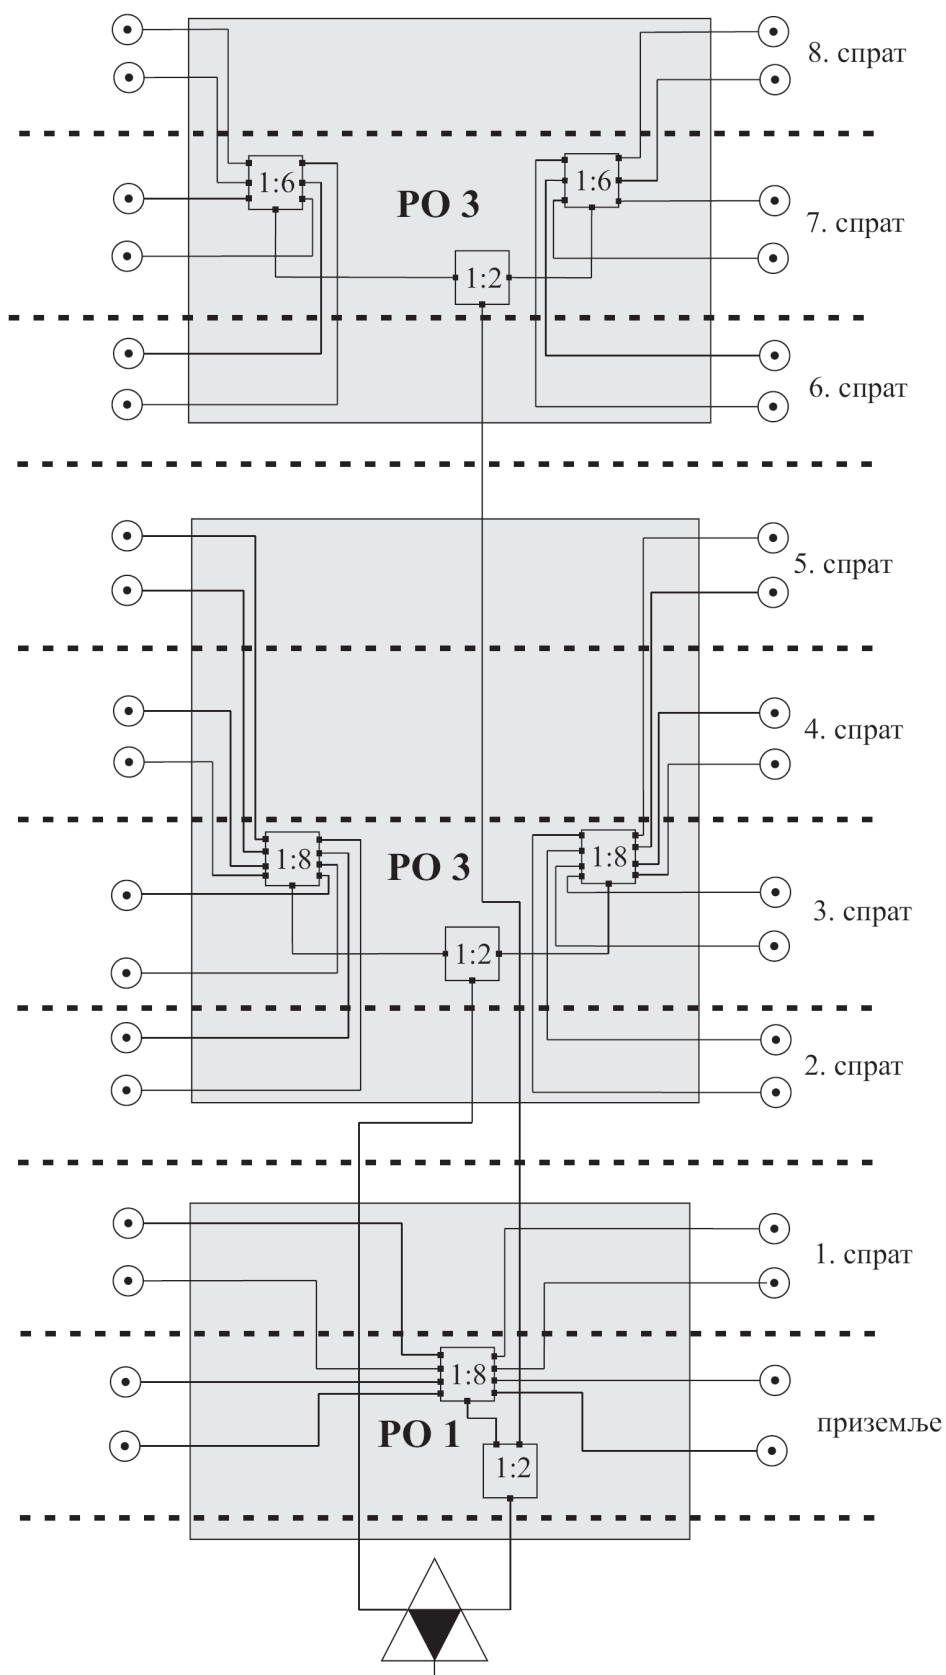 8. спрат
1:6
1:6
РО 3
7. спрат
1:2
6. спрат
5. спрат
4. спрат
1:8
1:8
РО 3
3. спрат
1:2
2. спрат
1. спрат
1:8
приземље
РО 1
1:2